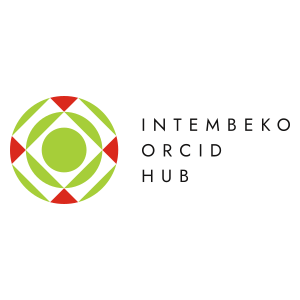 INTEMBEKO
ORCID
HUB